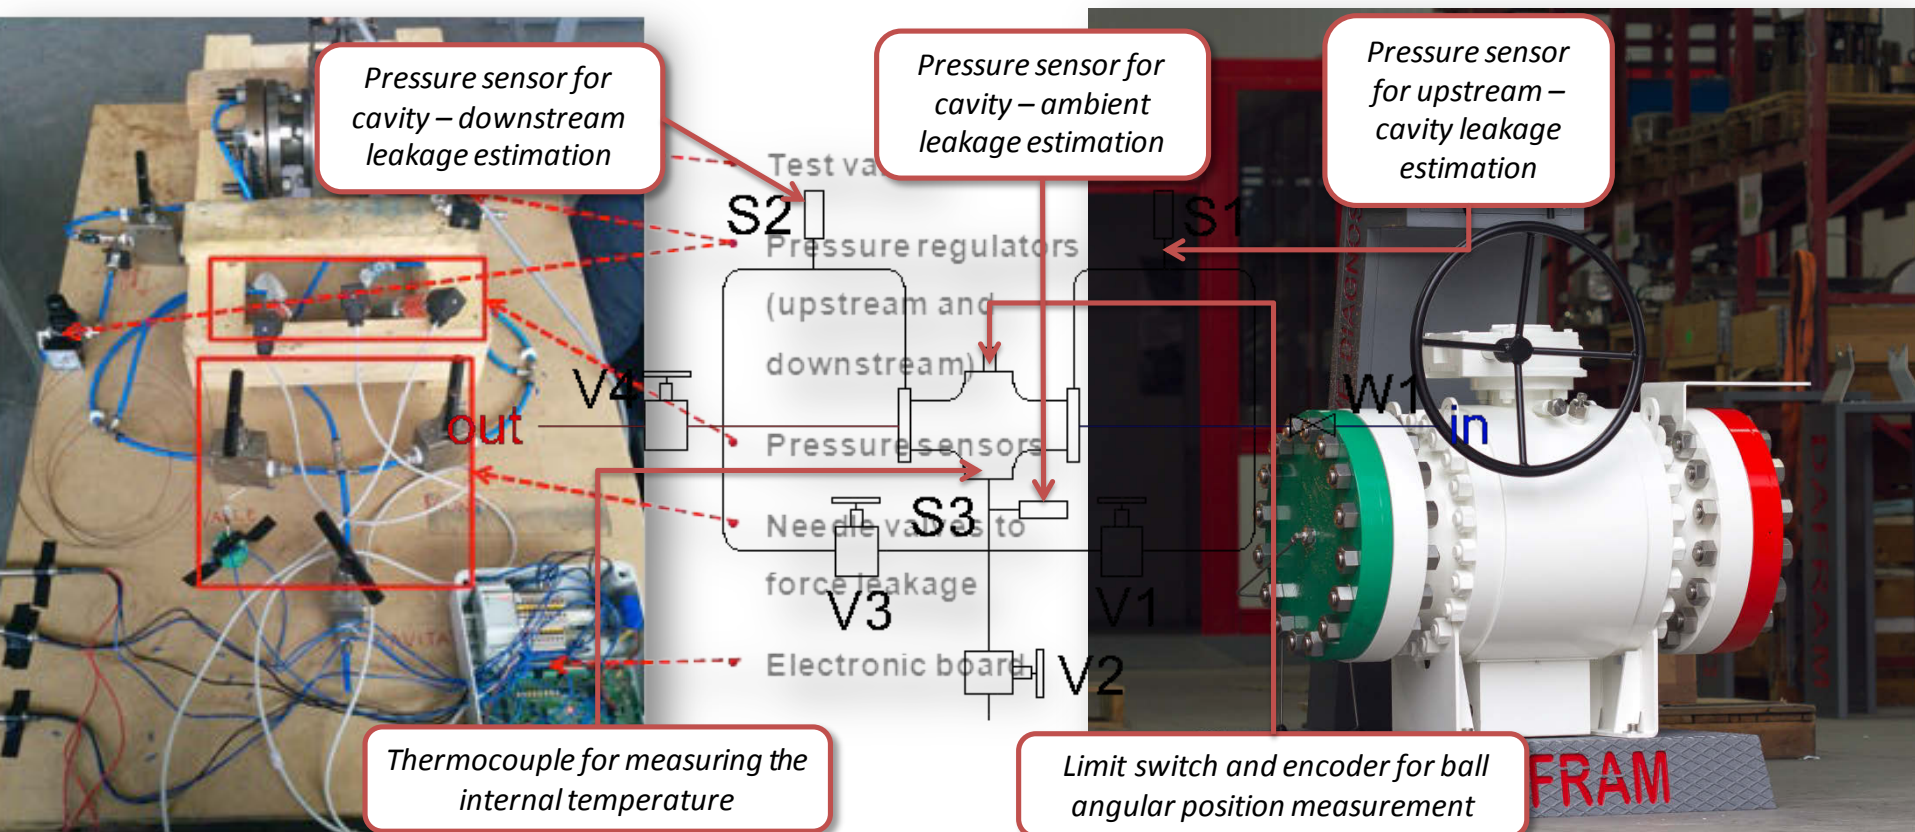 Pressure sensor for
cavity – downstream
leakage estimation
Pressure sensor for
cavity – ambient
leakage estimation
Pressure sensor
for upstream –
cavity leakage
estimation
Test va
S2
S1
Pressure regulators
(upstream and
downstream)
V4
W1
out
in
Pressure sensors
S3
Needle valves to
force leakage
V3
V1
Electronic board
V2
Thermocouple for measuring the
internal temperature
Limit switch and encoder for ball
angular position measurement
FRAM